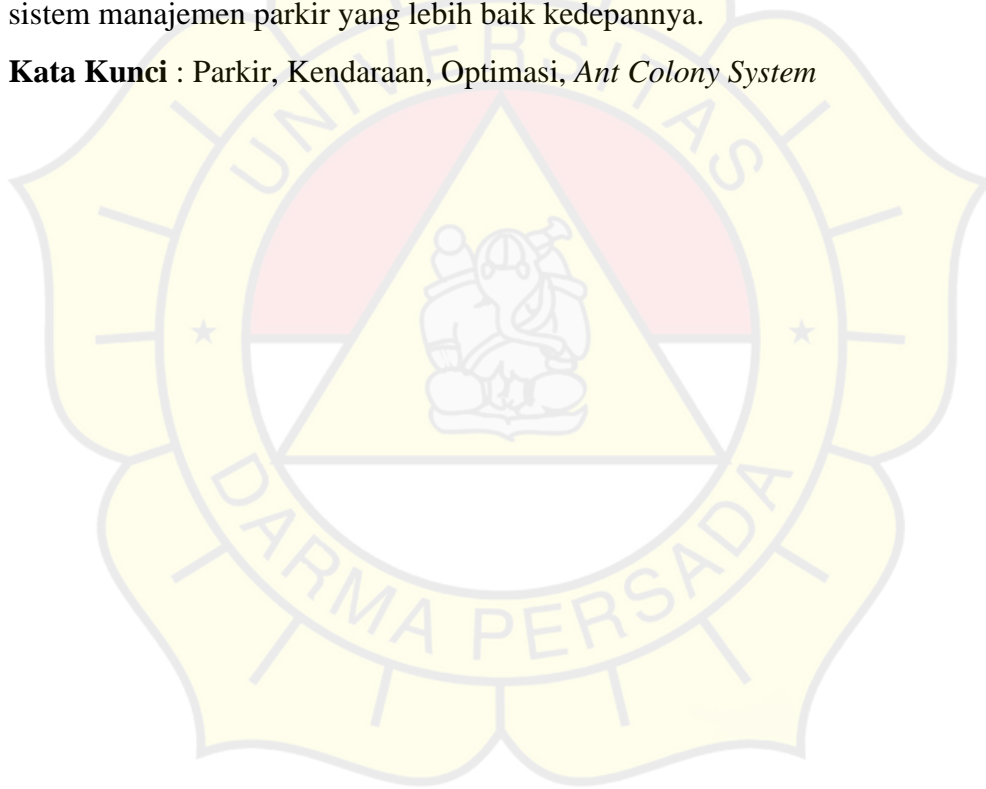 sistem manajemen parkir yang lebih baik kedepannya.
Kata Kunci : Parkir, Kendaraan, Optimasi, Ant Colony System
UNIVERSITAS
DARMA PERSADA